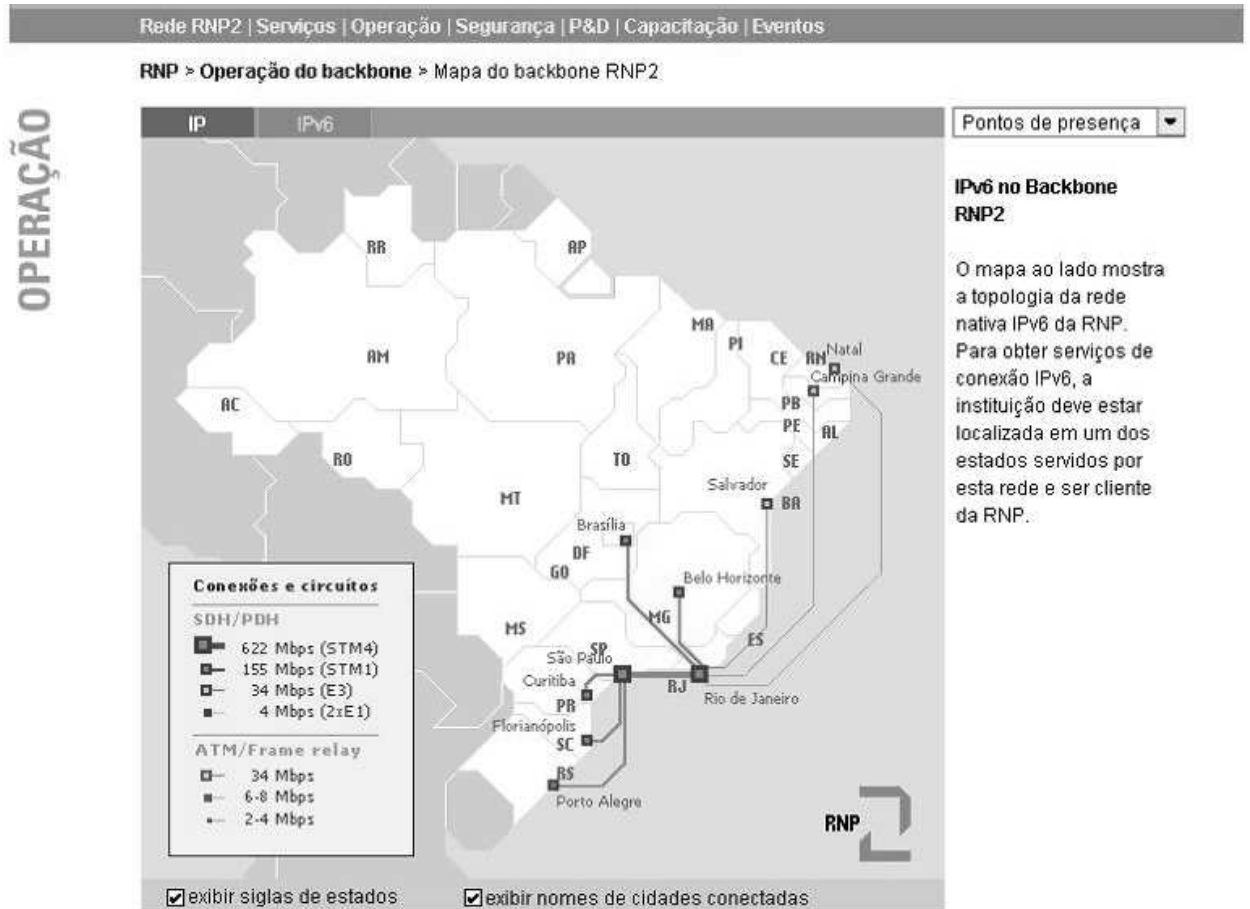 Rede RNP2 | Serviços | Operação | Segurança | P&D | Capacitação | Eventos
RNP > Operação do backbone > Mapa do backbone RNP2
OPERAÇÃO
IP IPv6
Pontos de presença
IPv6 no Backbone
RNP2
O mapa ao lado mostra
a topologia da rede
nativa IPv6 da RNP.
Para obter serviços de
conexão IPv6, a
instituição deve estar
localizada em um dos
estados servidos por
esta rede e ser cliente
da RNP.
RR
AP
AM
PA
MA
PI
CE
RN
Natal
Campina Grande
AC
PB
PE
AL
RO
TO
SE
MT
Salvador
BA
Brasília
DF
GO
Belo Horizonte
MG
MS
ES
SP
São Paulo
Curitiba
RJ
Rio de Janeiro
PR
Florianópolis
SC
RS
Porto Alegre
Conexões e circuitos
SDH/PDH
622 Mbps (STM4)
155 Mbps (STM1)
34 Mbps (E3)
4 Mbps (2xE1)
ATM/Frame relay
34 Mbps
6-8 Mbps
2-4 Mbps
RNP
exibir siglas de estados
exibir nomes de cidades conectadas